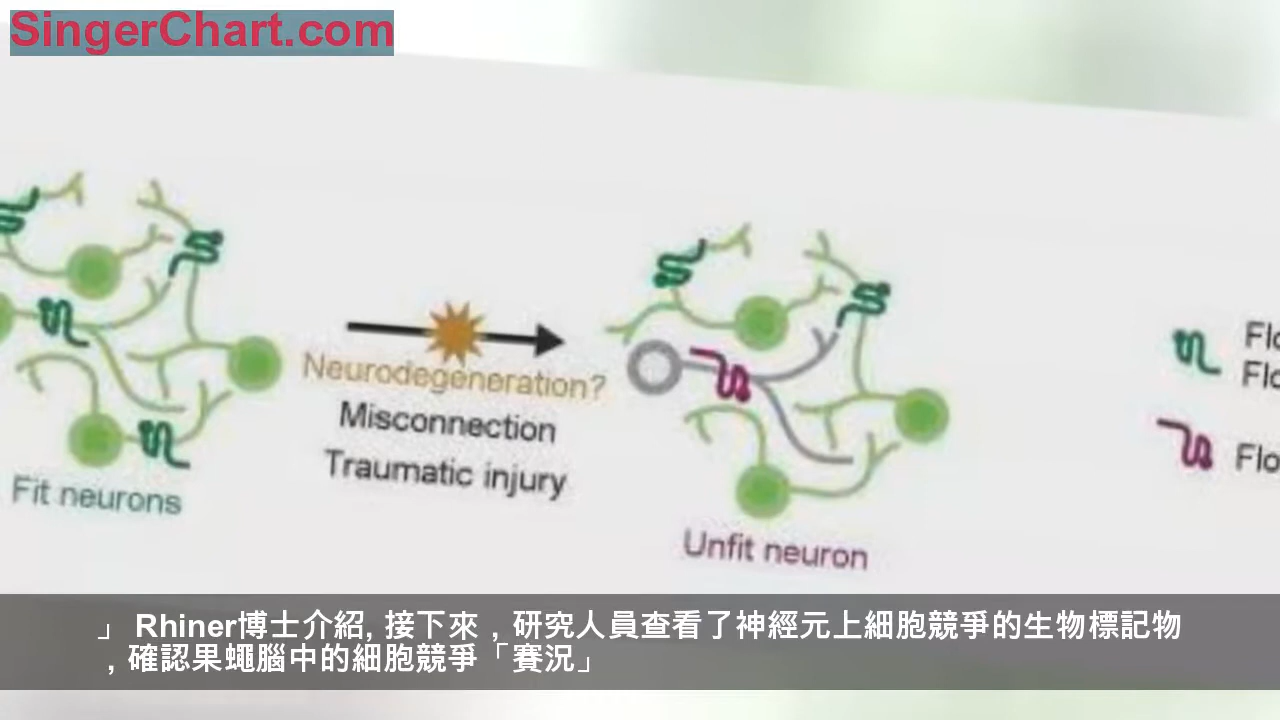 SingerChart.com
Neurodegeneration?
Misconnection
Traumatic injury
Fit neurons
Unfit neuron
」 Rhiner博士介紹, 接下來，研究人員查看了神經元上細胞競爭的生物標記物
，確認果蠅腦中的細胞競爭「賽況」